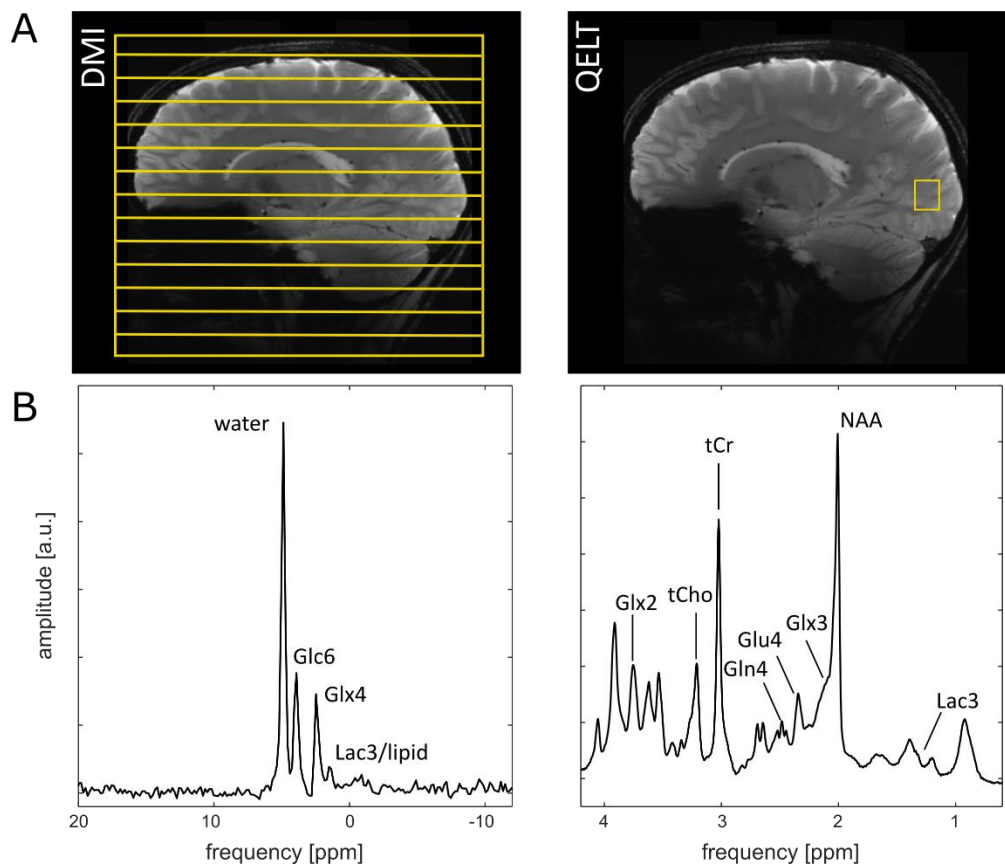 A
DMI
QELT
B
water
Glc6
Glx4
Lac3/lipid
amplitude [a.u.]
20 10 0 -10
frequency [ppm]
NAA
tCr
Glx2
tCho
Glu4
Glx3
Gln4
Lac3
4 3 2 1
frequency [ppm]